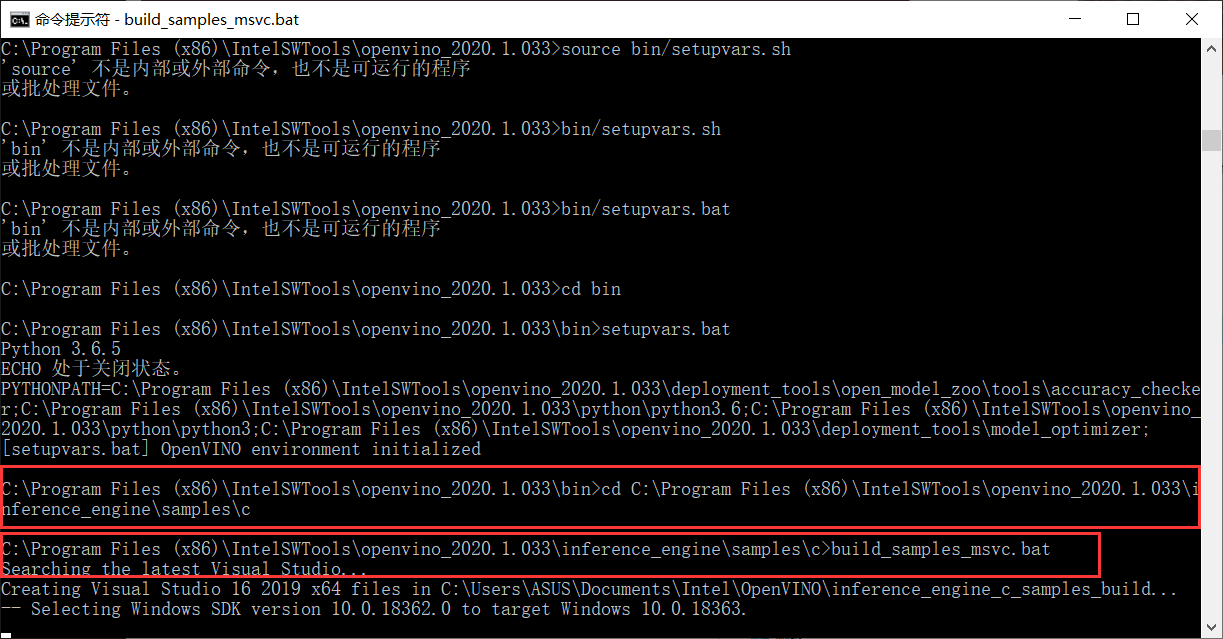 命令提示符 - build_samples_msvc.bat
C:\Program Files (x86)\IntelSWTools\openvino_2020.1.033>source bin/setupvars.sh
'source' 不是内部或外部命令，也不是可运行的程序
或批处理文件。
C:\Program Files (x86)\IntelSWTools\openvino_2020.1.033>bin/setupvars.sh
'bin' 不是内部或外部命令，也不是可运行的程序
或批处理文件。
C:\Program Files (x86)\IntelSWTools\openvino_2020.1.033>bin/setupvars.bat
'bin' 不是内部或外部命令，也不是可运行的程序
或批处理文件。
C:\Program Files (x86)\IntelSWTools\openvino_2020.1.033>cd bin
C:\Program Files (x86)\IntelSWTools\openvino_2020.1.033\bin>setupvars.bat
Python 3.6.5
ECHO 处于关闭状态。
PYTHONPATH=C:\Program Files (x86)\IntelSWTools\openvino_2020.1.033\deployment_tools\open_model_zoo\tools\accuracy_checke
r;C:\Program Files (x86)\IntelSWTools\openvino_2020.1.033\python\python3.6;C:\Program Files (x86)\IntelSWTools\openvino_
2020.1.033\python\python3;C:\Program Files (x86)\IntelSWTools\openvino_2020.1.033\deployment_tools\model_optimizer;
[setupvars.bat] OpenVINO environment initialized
C:\Program Files (x86)\IntelSWTools\openvino_2020.1.033\bin>cd C:\Program Files (x86)\IntelSWTools\openvino_2020.1.033\i
nference_engine\samples\c
C:\Program Files (x86)\IntelSWTools\openvino_2020.1.033\inference_engine\samples\c>build_samples_msvc.bat
Searching the latest Visual Studio...
Creating Visual Studio 16 2019 x64 files in C:\Users\ASUS\Documents\Intel\OpenVINO\inference_engine_c_samples_build...
-- Selecting Windows SDK version 10.0.18362.0 to target Windows 10.0.18363.